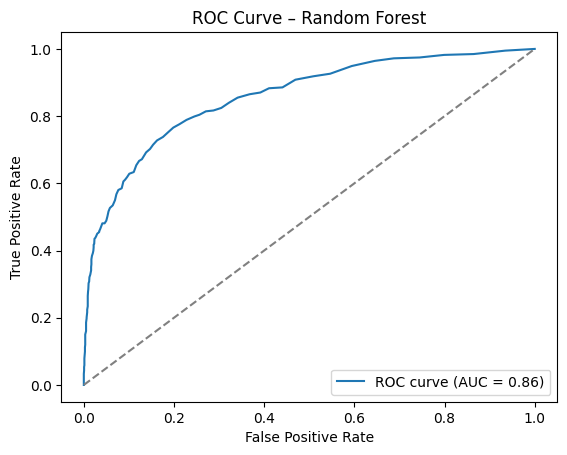 ROC Curve – Random Forest
True Positive Rate
1.0
0.8
0.6
0.4
0.2
0.0
ROC curve (AUC = 0.86)
0.0 0.2 0.4 0.6 0.8 1.0
False Positive Rate